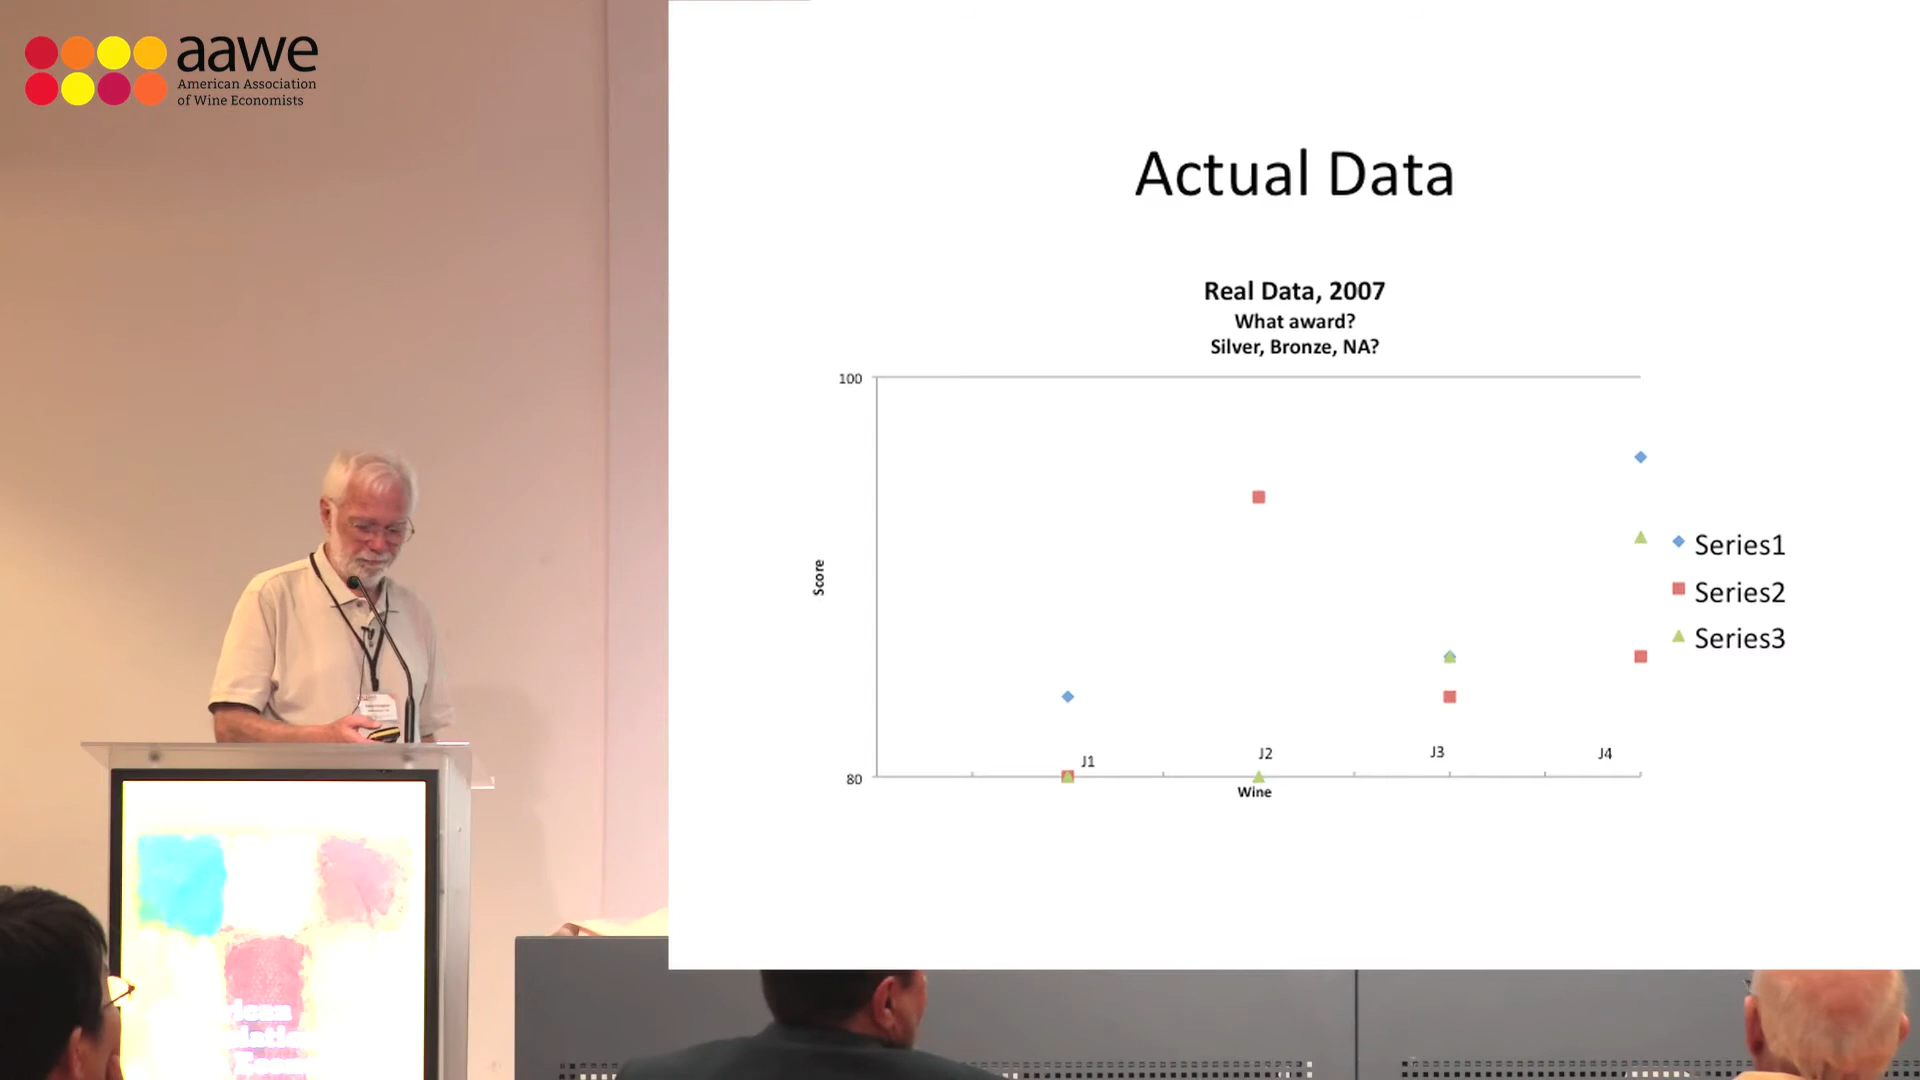 aawe
American Association
of Wine Economists
Actual Data
Real Data, 2007
What award?
Silver, Bronze, NA?
100
Score
Series1
Series2
Series3
J1
J2
J3
J4
80
Wine